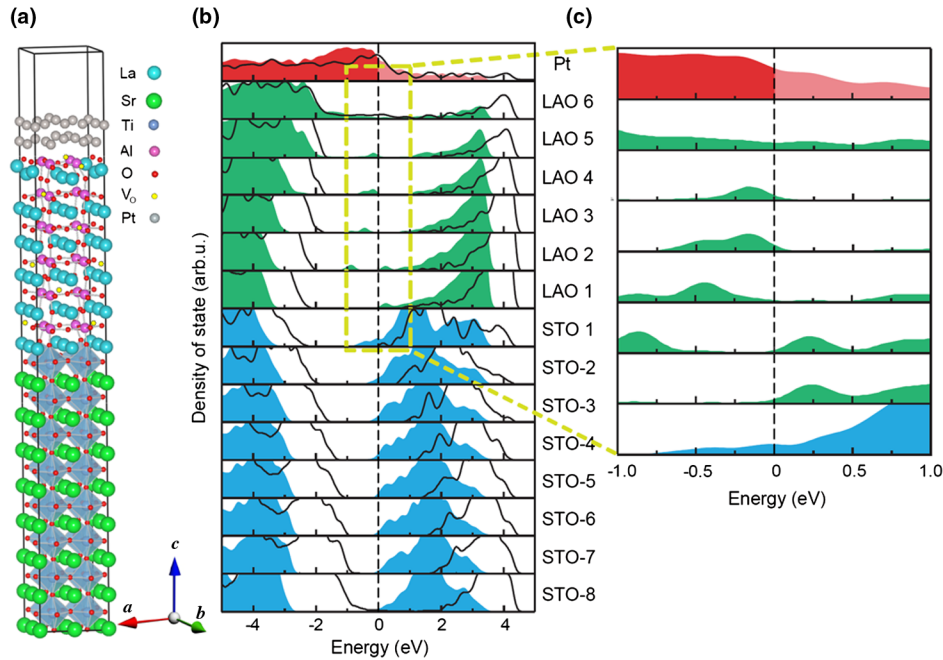 (a)
La
Sr
Ti
Al
O
VO
Pt
c
a
b
(b)
Density of state (arb.u.)
Pt
LAO 6
LAO 5
LAO 4
LAO 3
LAO 2
LAO 1
STO 1
STO-2
STO-3
STO-4
STO-5
STO-6
STO-7
STO-8
-4 -2 0 2 4
Energy (eV)
(c)
-1.0 -0.5 0 0.5 1.0
Energy (eV)